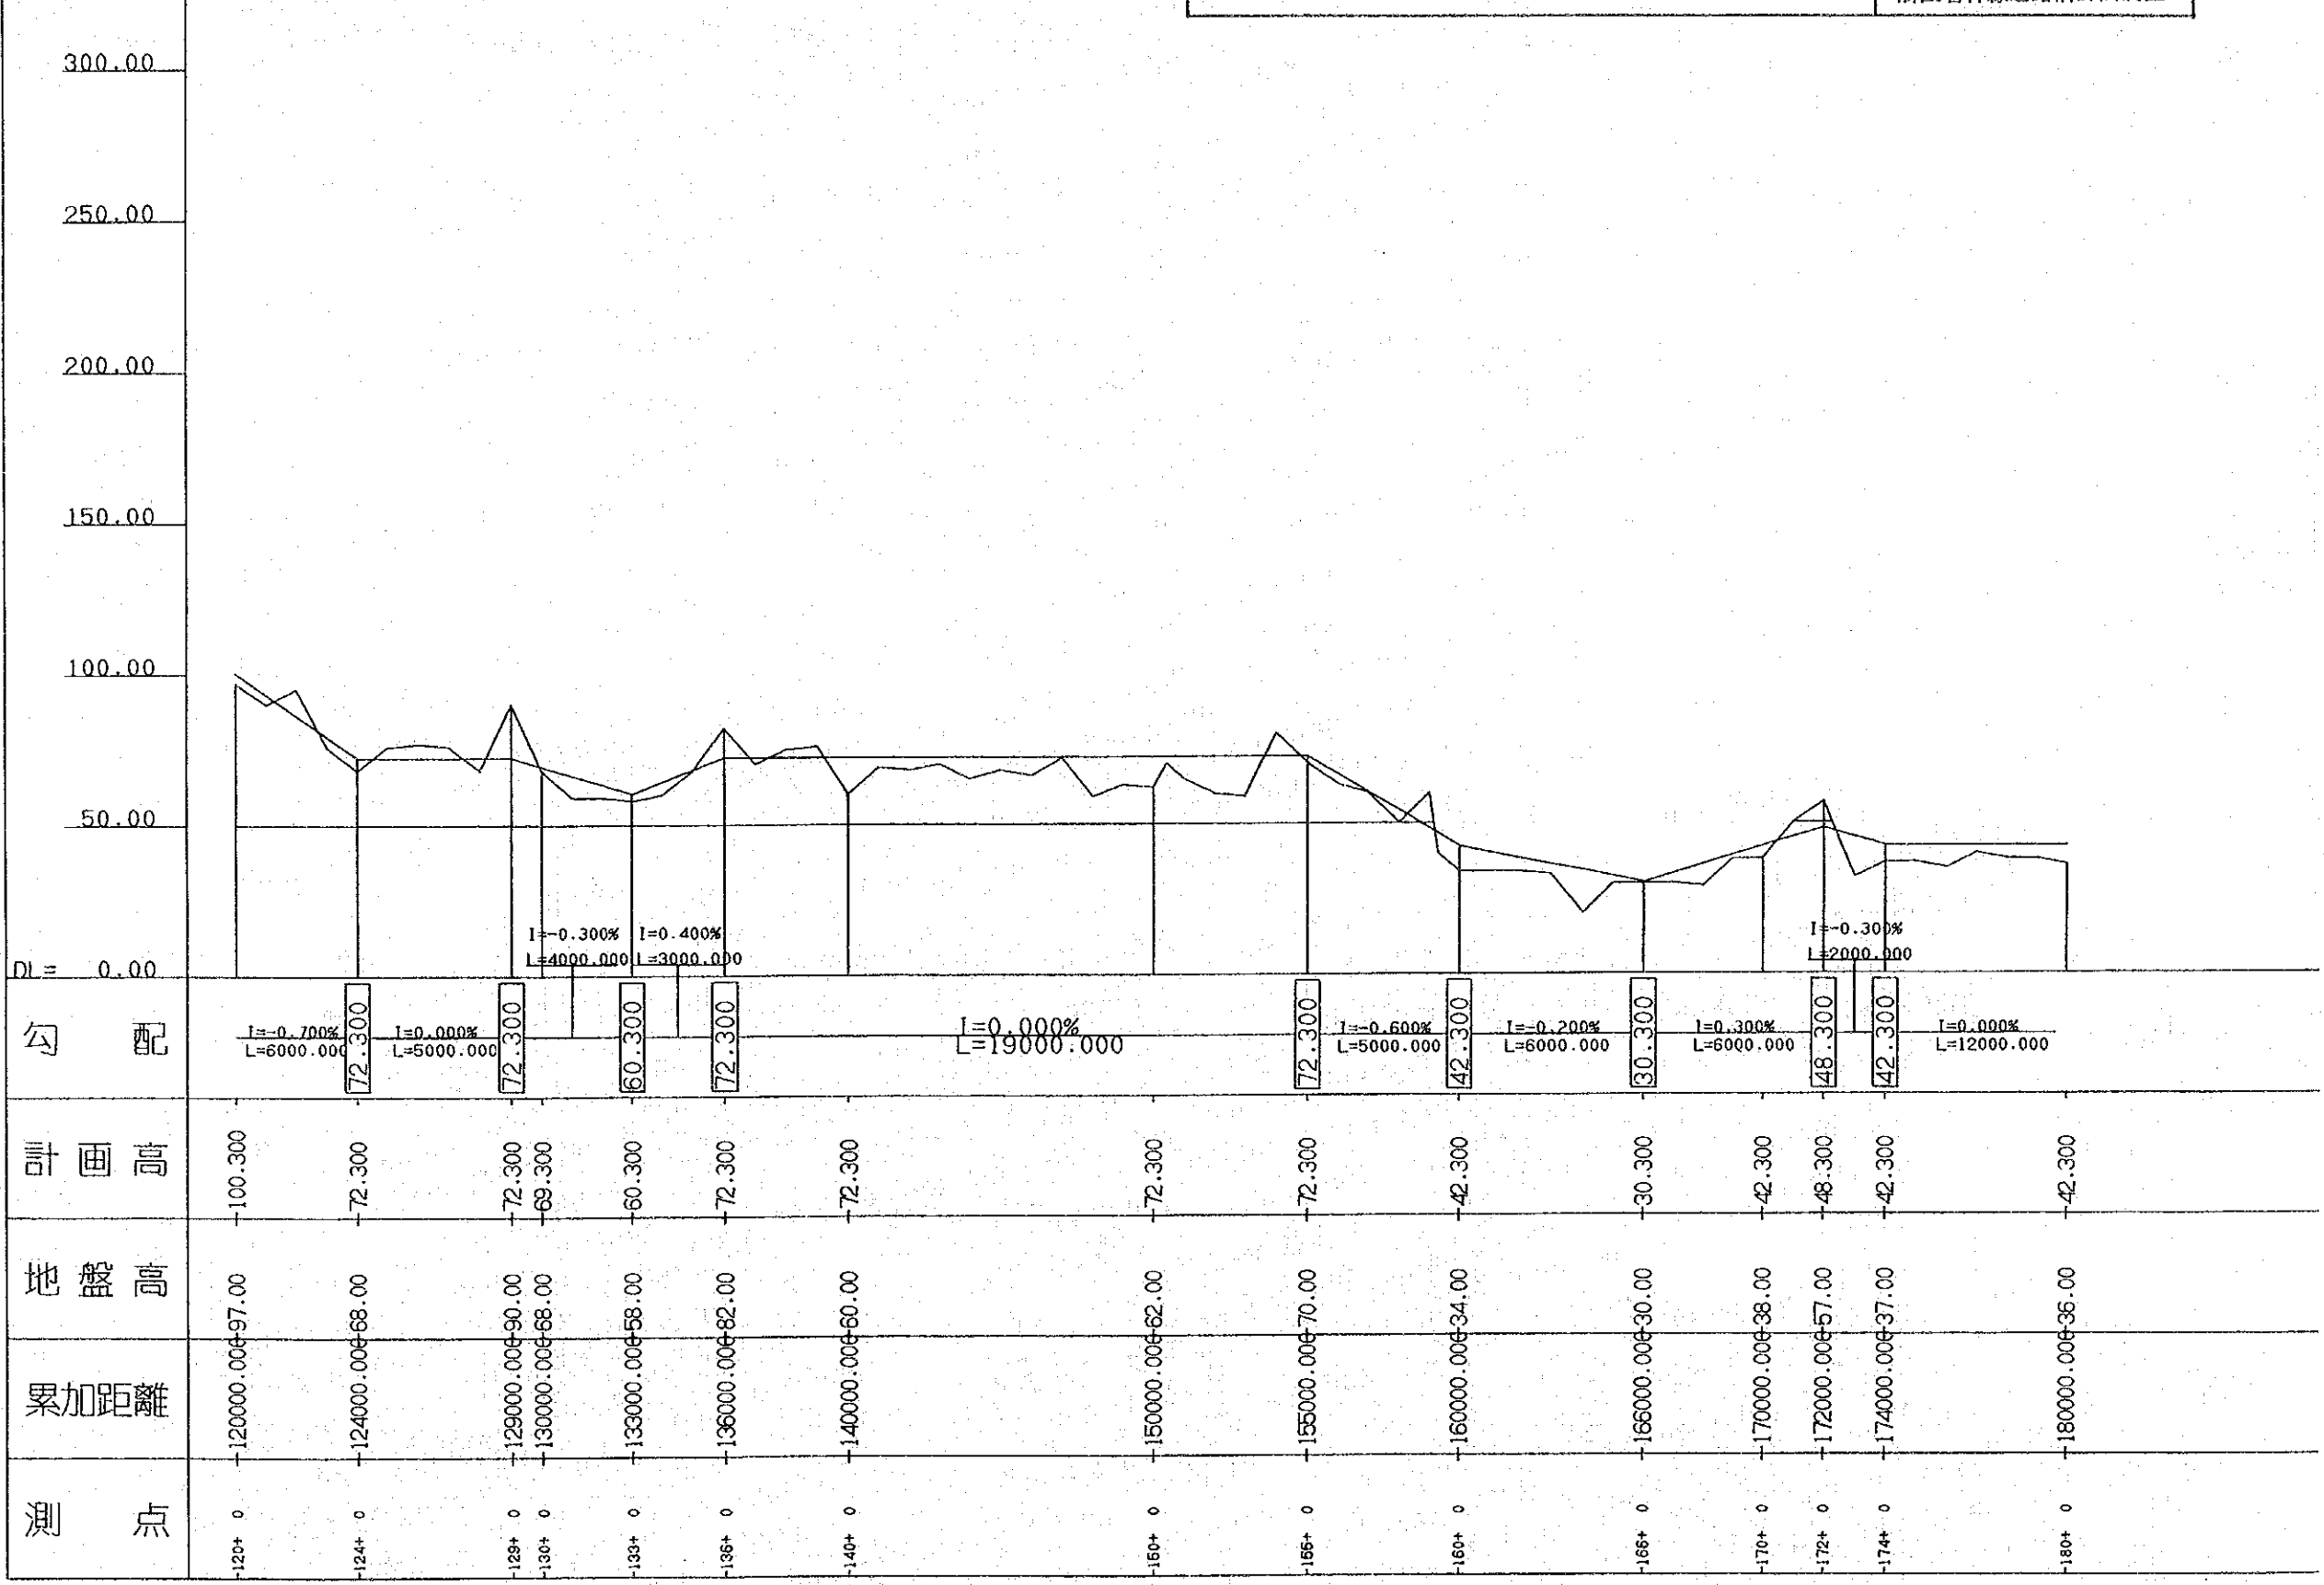 300.00
250.00
200.00
150.00
100.00
50.00
DL= 0.00
I=-0.300% I=0.400% I=-0.300%
L=4000.000 L=3000.000 L=2000.000
勾 配
I=-0.700% I=0.000% I=0.000% I=-0.600% I=-0.200% I=0.300% I=0.000%
L=6000.000 L=5000.000 L=19000.000 L=5000.000 L=6000.000 L=6000.000 L=12000.000
72.300 72.300 60.300 72.300 72.300 42.300 30.300 48.300 42.300
計画高 100.300 72.300 72.300 69.300 60.300 72.300 72.300 72.300 72.300 42.300 30.300 42.300 48.300 42.300 42.300
地盤高 97.00 68.00 90.00 68.00 58.00 82.00 60.00 62.00 70.00 34.00 30.00 38.00 57.00 37.00 36.00
累加距離 120000.000 124000.000 129000.000 130000.000 133000.000 136000.000 140000.000 150000.000 155000.000 160000.000 166000.000 170000.000 172000.000 174000.000 180000.000
測 点 120+ 0 124+ 0 129+ 0 130+ 0 133+ 0 136+ 0 140+ 0 150+ 0 155+ 0 160+ 0 166+ 0 170+ 0 172+ 0 174+ 0 180+ 0